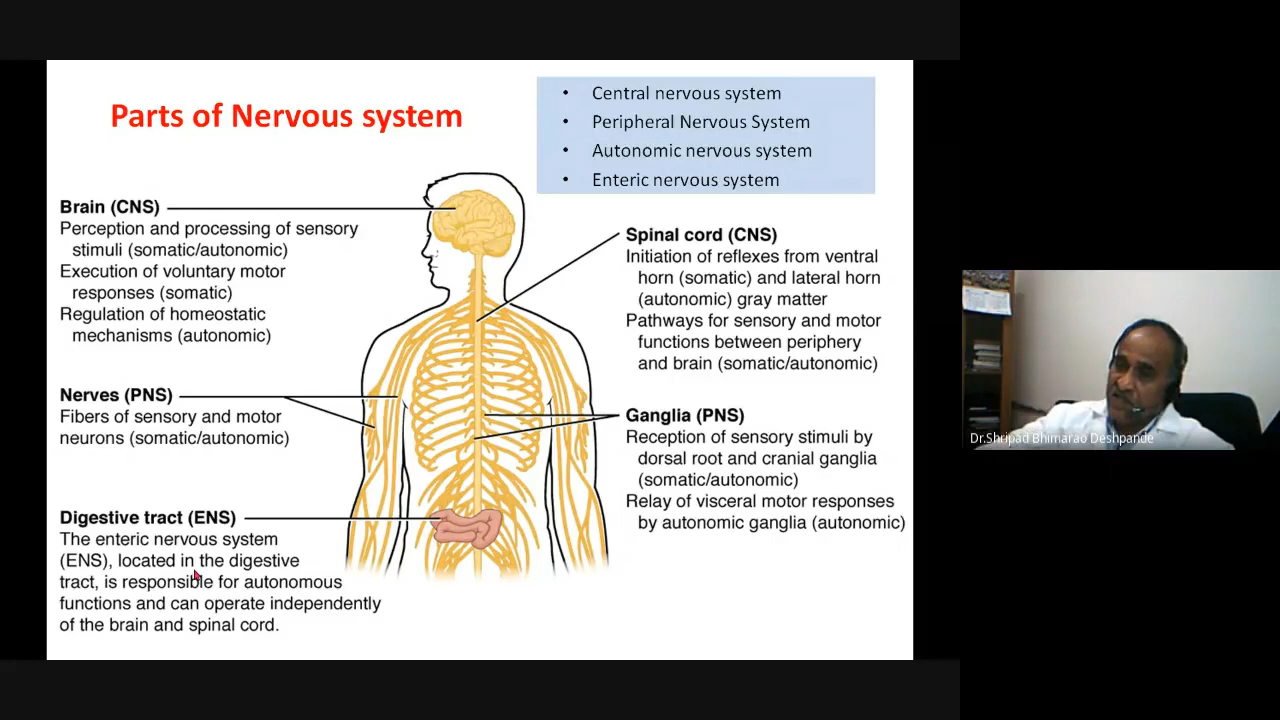 Parts of Nervous system
• Central nervous system
• Peripheral Nervous System
• Autonomic nervous system
• Enteric nervous system
Brain (CNS)
Perception and processing of sensory
stimuli (somatic/autonomic)
Execution of voluntary motor
responses (somatic)
Regulation of homeostatic
mechanisms (autonomic)
Nerves (PNS)
Fibers of sensory and motor
neurons (somatic/autonomic)
Digestive tract (ENS)
The enteric nervous system
(ENS), located in the digestive
tract, is responsible for autonomous
functions and can operate independently
of the brain and spinal cord.
Spinal cord (CNS)
Initiation of reflexes from ventral
horn (somatic) and lateral horn
(autonomic) gray matter
Pathways for sensory and motor
functions between periphery
and brain (somatic/autonomic)
Ganglia (PNS)
Reception of sensory stimuli by
dorsal root and cranial ganglia
(somatic/autonomic)
Relay of visceral motor responses
by autonomic ganglia (autonomic)
Dr.Shripad Bhimarao Deshpande